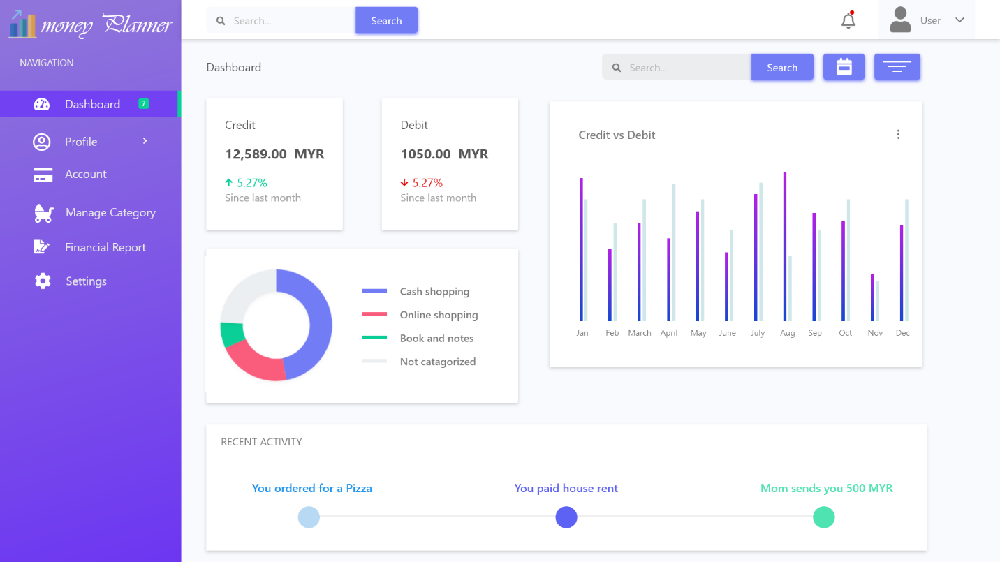 money Planner
Search...
Search
User
NAVIGATION
Dashboard 7
Profile
Account
Manage Category
Financial Report
Settings
Dashboard
Search...
Search
Credit
12,589.00 MYR
5.27%
Since last month
Debit
1050.00 MYR
5.27%
Since last month
Credit vs Debit
Jan Feb March April May June July Aug Sep Oct Nov Dec
Cash shopping
Online shopping
Book and notes
Not catagorized
RECENT ACTIVITY
You ordered for a Pizza
You paid house rent
Mom sends you 500 MYR